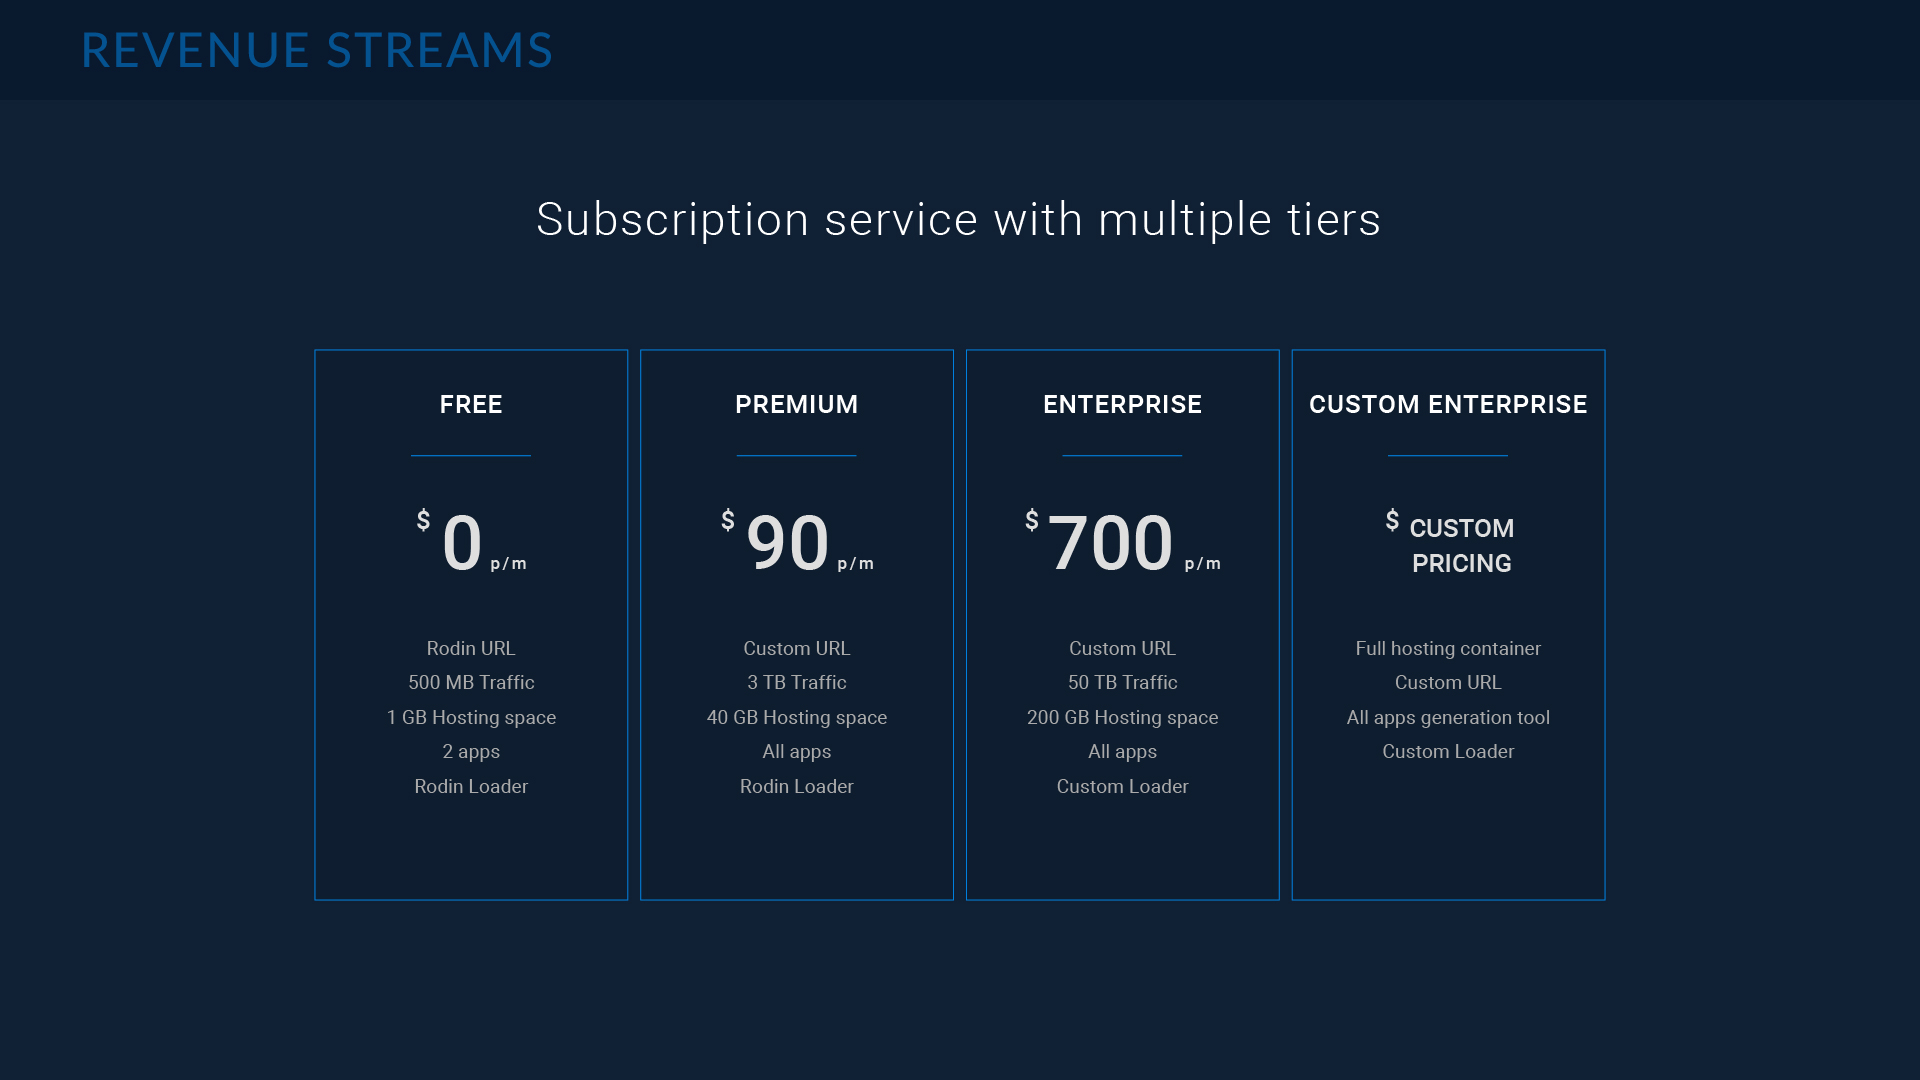 REVENUE STREAMS
Subscription service with multiple tiers
FREE
$ 0 p/m
Rodin URL
500 MB Traffic
1 GB Hosting space
2 apps
Rodin Loader
PREMIUM
$ 90 p/m
Custom URL
3 TB Traffic
40 GB Hosting space
All apps
Rodin Loader
ENTERPRISE
$ 700 p/m
Custom URL
50 TB Traffic
200 GB Hosting space
All apps
Custom Loader
CUSTOM ENTERPRISE
$ CUSTOM
PRICING
Full hosting container
Custom URL
All apps generation tool
Custom Loader